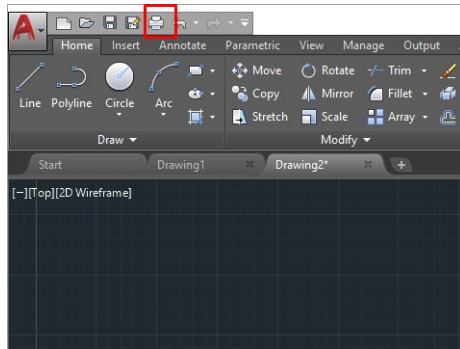 A
Home Insert Annotate Parametric View Manage Output
Move Rotate Trim
Copy Mirror Fillet
Line Polyline Circle Arc
Stretch Scale Array
Draw Modify
Start Drawing1 Drawing2* +
[−][Top][2D Wireframe]